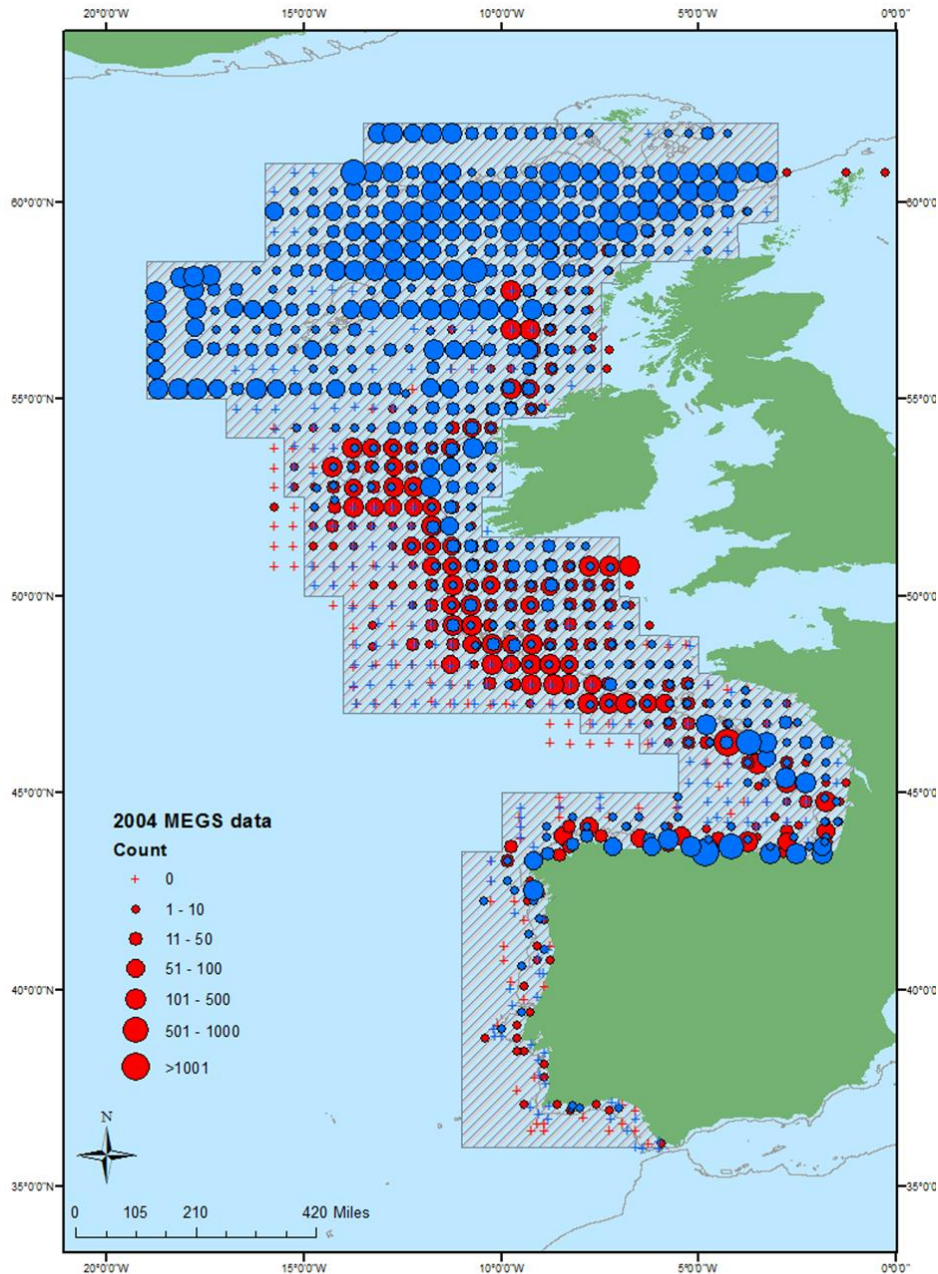 20°0'0"W 15°0'0"W 10°0'0"W 5°0'0"W 0°0'0"
60°0'0"N 60°0'0"N
55°0'0"N 55°0'0"N
50°0'0"N 50°0'0"N
45°0'0"N 45°0'0"N
2004 MEGS data
Count
0
1 - 10
11 - 50
51 - 100
101 - 500
501 - 1000
>1001
40°0'0"N 40°0'0"N
N
35°0'0"N 35°0'0"N
0 105 210 420 Miles
20°0'0"W 15°0'0"W 10°0'0"W 5°0'0"W 0°0'0"